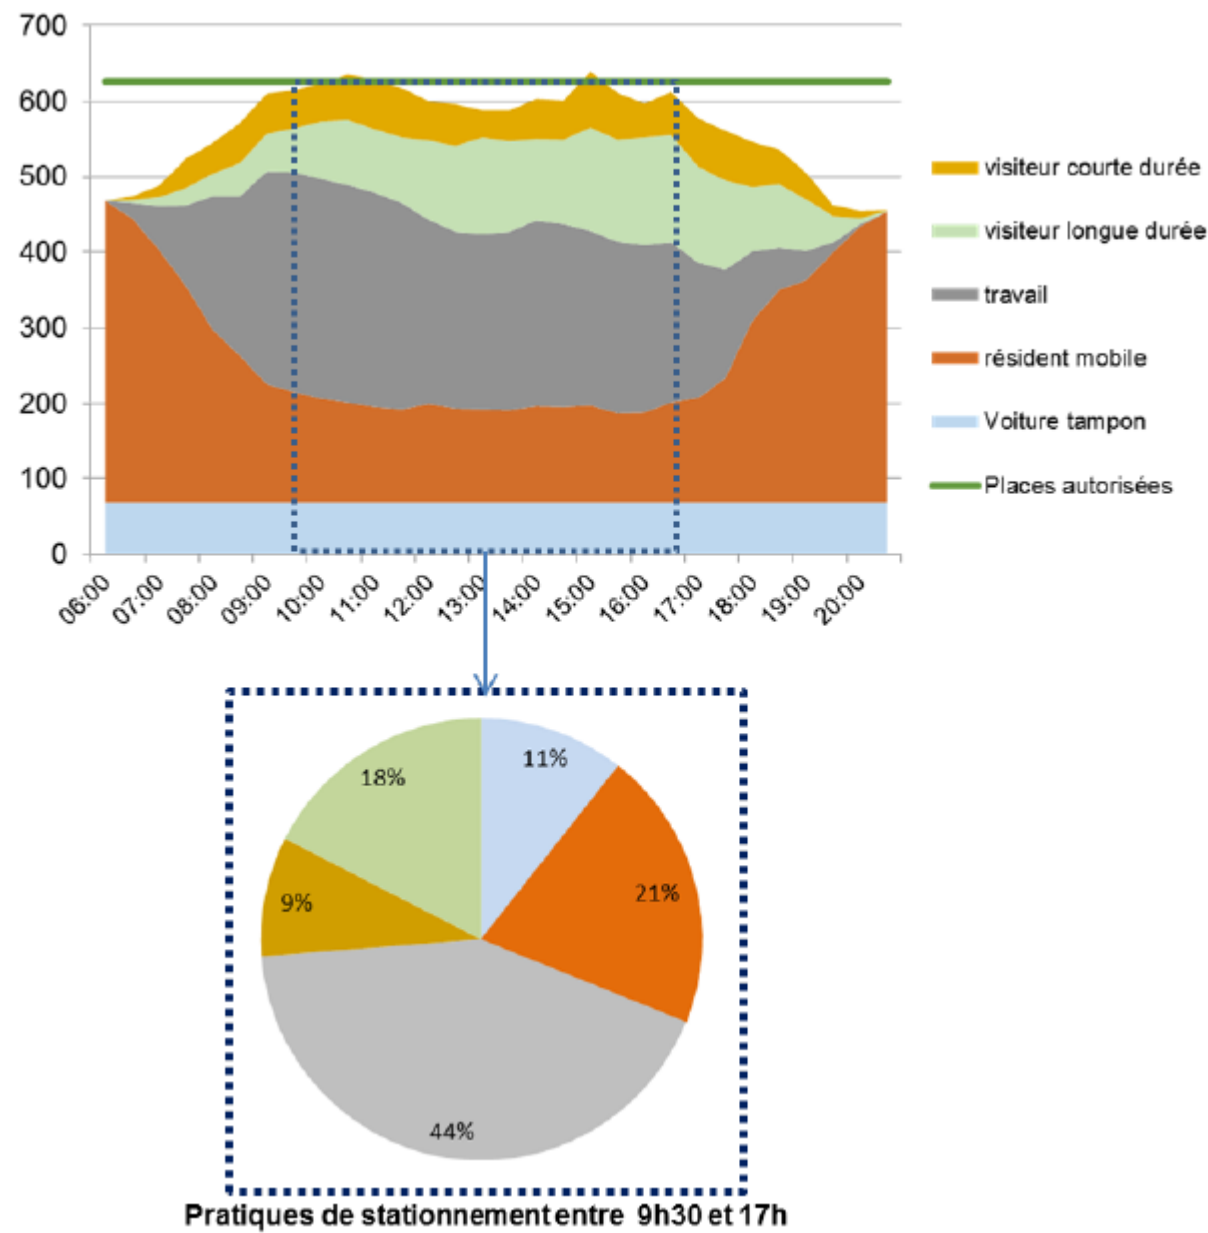 700
600
500
400
300
200
100
0
06:00 07:00 08:00 09:00 10:00 11:00 12:00 13:00 14:00 15:00 16:00 17:00 18:00 19:00 20:00
visiteur courte durée
visiteur longue durée
travail
résident mobile
Voiture tampon
Places autorisées
11%
18%
21%
9%
44%
Pratiques de stationnement entre 9h30 et 17h